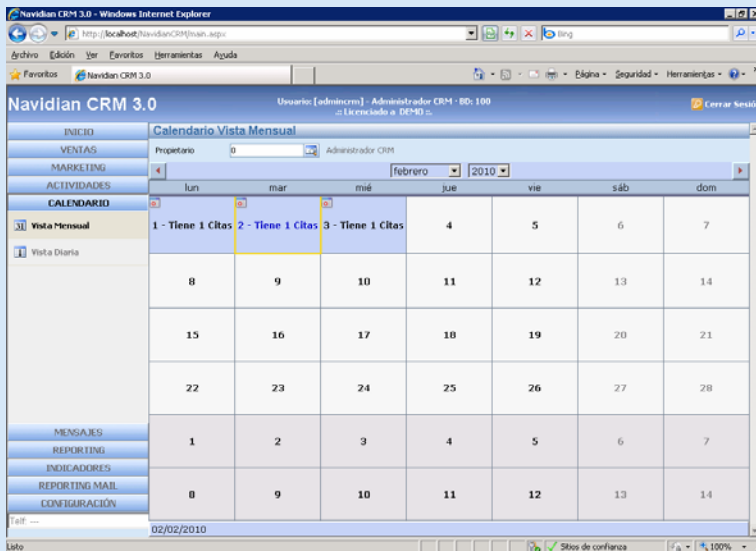 Navidian CRM 3.0 - Windows Internet Explorer
http://localhost/NavidianCRM/main.aspx
Bing
Archivo Edición Ver Favoritos Herramientas Ayuda
Favoritos Navidian CRM 3.0 Página Seguridad Herramientas
Navidian CRM 3.0
Usuario: [admincrm] - Administrador CRM - BD: 100
.:: Licenciado a DEMO ::.
Cerrar Sesió
INICIO
VENTAS
MARKETING
ACTIVIDADES
CALENDARIO
Vista Mensual
Vista Diaria
MENSAJES
REPORTING
INDICADORES
REPORTING MAIL
CONFIGURACIÓN
Telf: ---
Calendario Vista Mensual
Propietario 0 Administrador CRM
febrero 2010
lun mar mié jue vie sáb dom
1 - Tiene 1 Citas 2 - Tiene 1 Citas 3 - Tiene 1 Citas 4 5 6 7
8 9 10 11 12 13 14
15 16 17 18 19 20 21
22 23 24 25 26 27 28
1 2 3 4 5 6 7
8 9 10 11 12 13 14
02/02/2010
Listo Sitios de confianza 100%